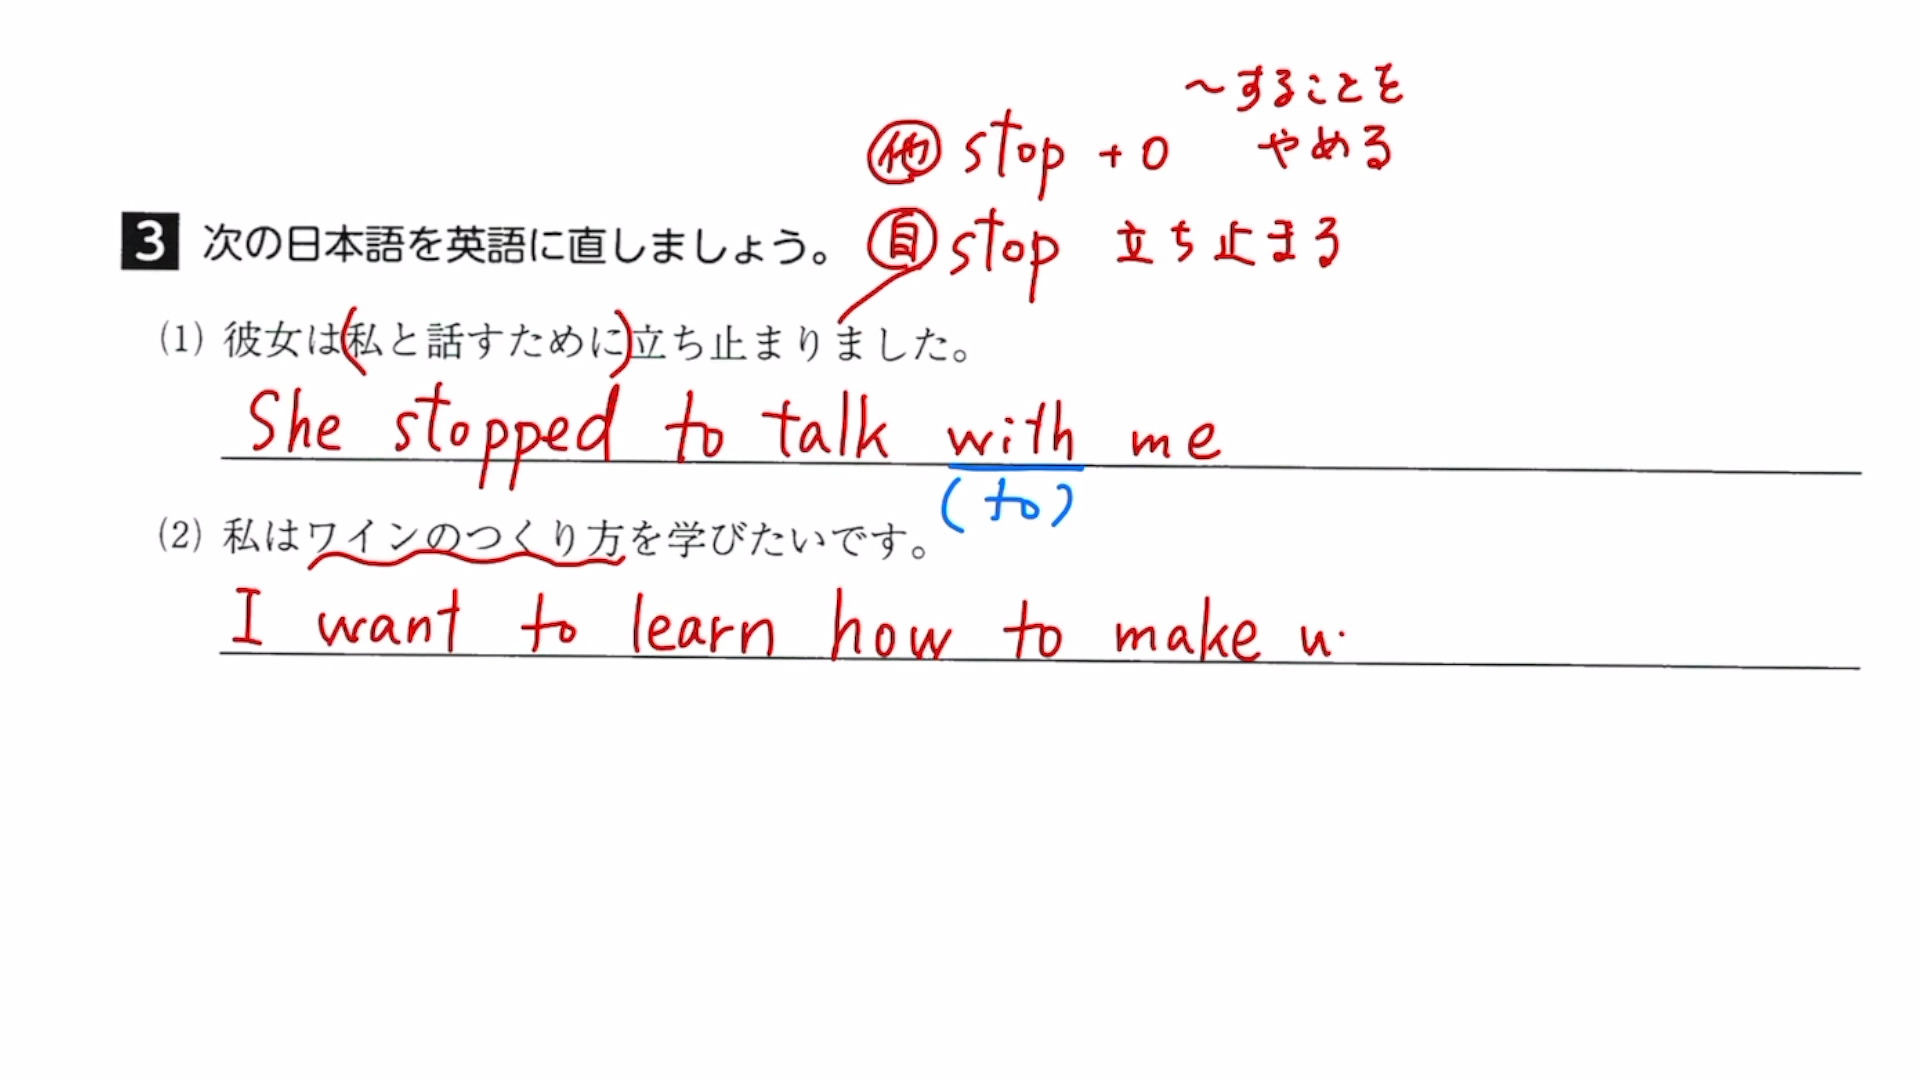 ～することを
他 stop + O やめる
3 次の日本語を英語に直しましょう。 自 stop 立ち止まる
(1) 彼女は(私と話すために)立ち止まりました。
She stopped to talk with me
(to)
(2) 私はワインのつくり方を学びたいです。
I want to learn how to make